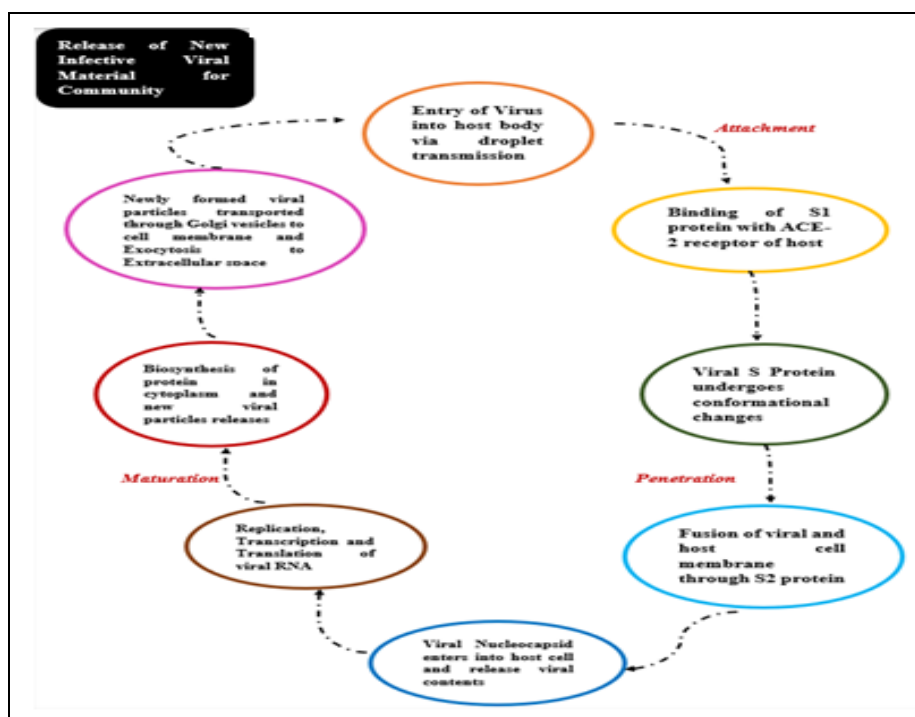 Release of New
Infective Viral
Material for
Community
Entry of Virus
into host body
via droplet
transmission
Attachment
Binding of S1
protein with ACE-
2 receptor of host
Viral S Protein
undergoes
conformational
changes
Penetration
Fusion of viral and
host cell
membrane
through S2 protein
Viral Nucleocapsid
enters into host cell
and release viral
contents
Replication,
Transcription and
Translation of
viral RNA
Maturation
Biosynthesis of
protein in
cytoplasm and
new viral
particles releases
Newly formed viral
particles transported
through Golgi vesicles to
cell membrane and
Exocytosis to
Extracellular space